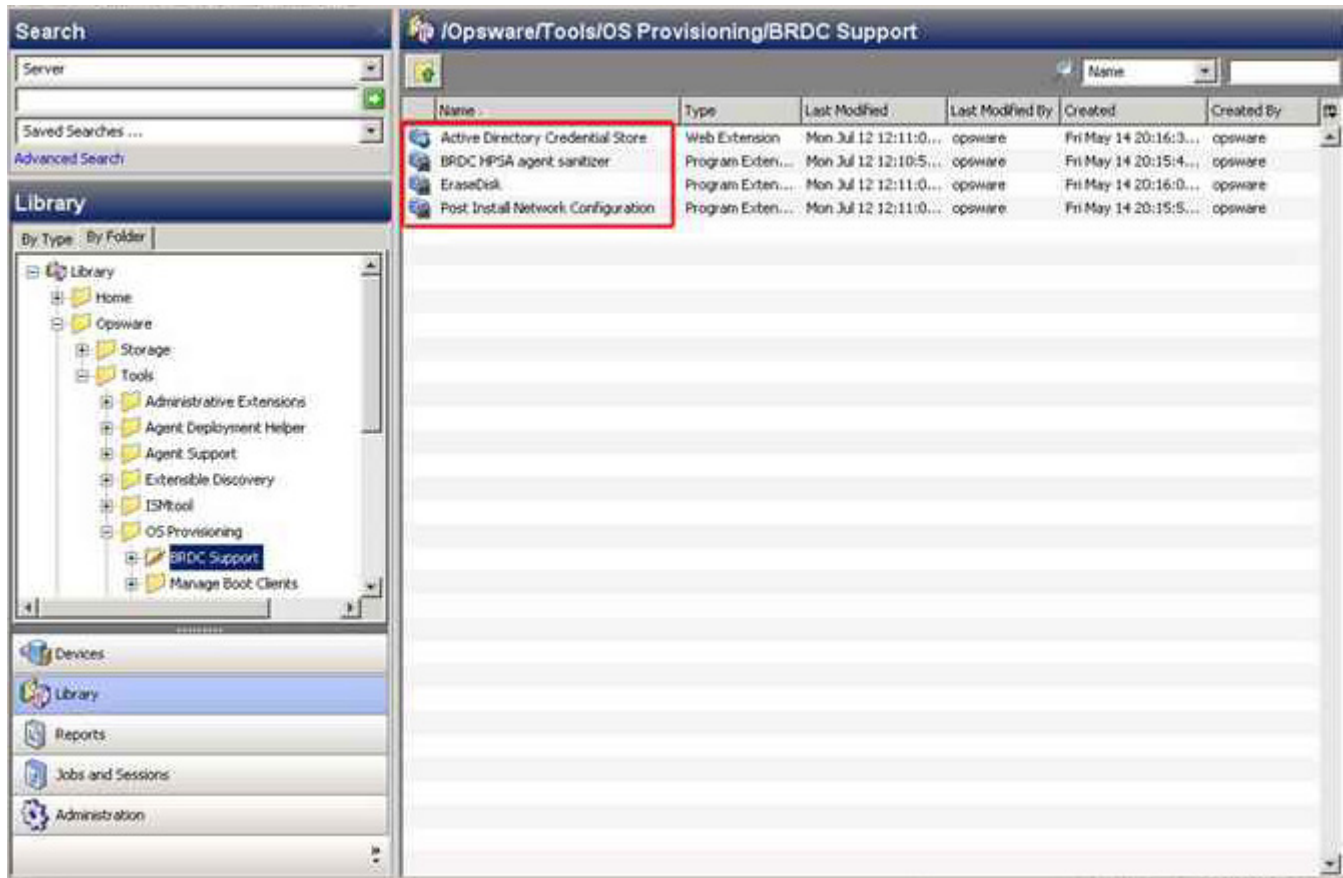 Search
Server
Saved Searches ...
Advanced Search
Library
By Type By Folder
Library
Home
Opsware
Storage
Tools
Administrative Extensions
Agent Deployment Helper
Agent Support
Extensible Discovery
ISMtool
OS Provisioning
BRDC Support
Manage Boot Clients
Devices
Library
Reports
Jobs and Sessions
Administration
/Opsware/Tools/OS Provisioning/BRDC Support
Name
Name Type Last Modified Last Modified By Created Created By
Active Directory Credential Store Web Extension Mon Jul 12 12:11:0... opsware Fri May 14 20:16:3... opsware
BRDC HPSA agent sanitizer Program Exten... Mon Jul 12 12:10:5... opsware Fri May 14 20:15:4... opsware
EraseDisk Program Exten... Mon Jul 12 12:11:0... opsware Fri May 14 20:16:0... opsware
Post Install Network Configuration Program Exten... Mon Jul 12 12:11:0... opsware Fri May 14 20:15:5... opsware